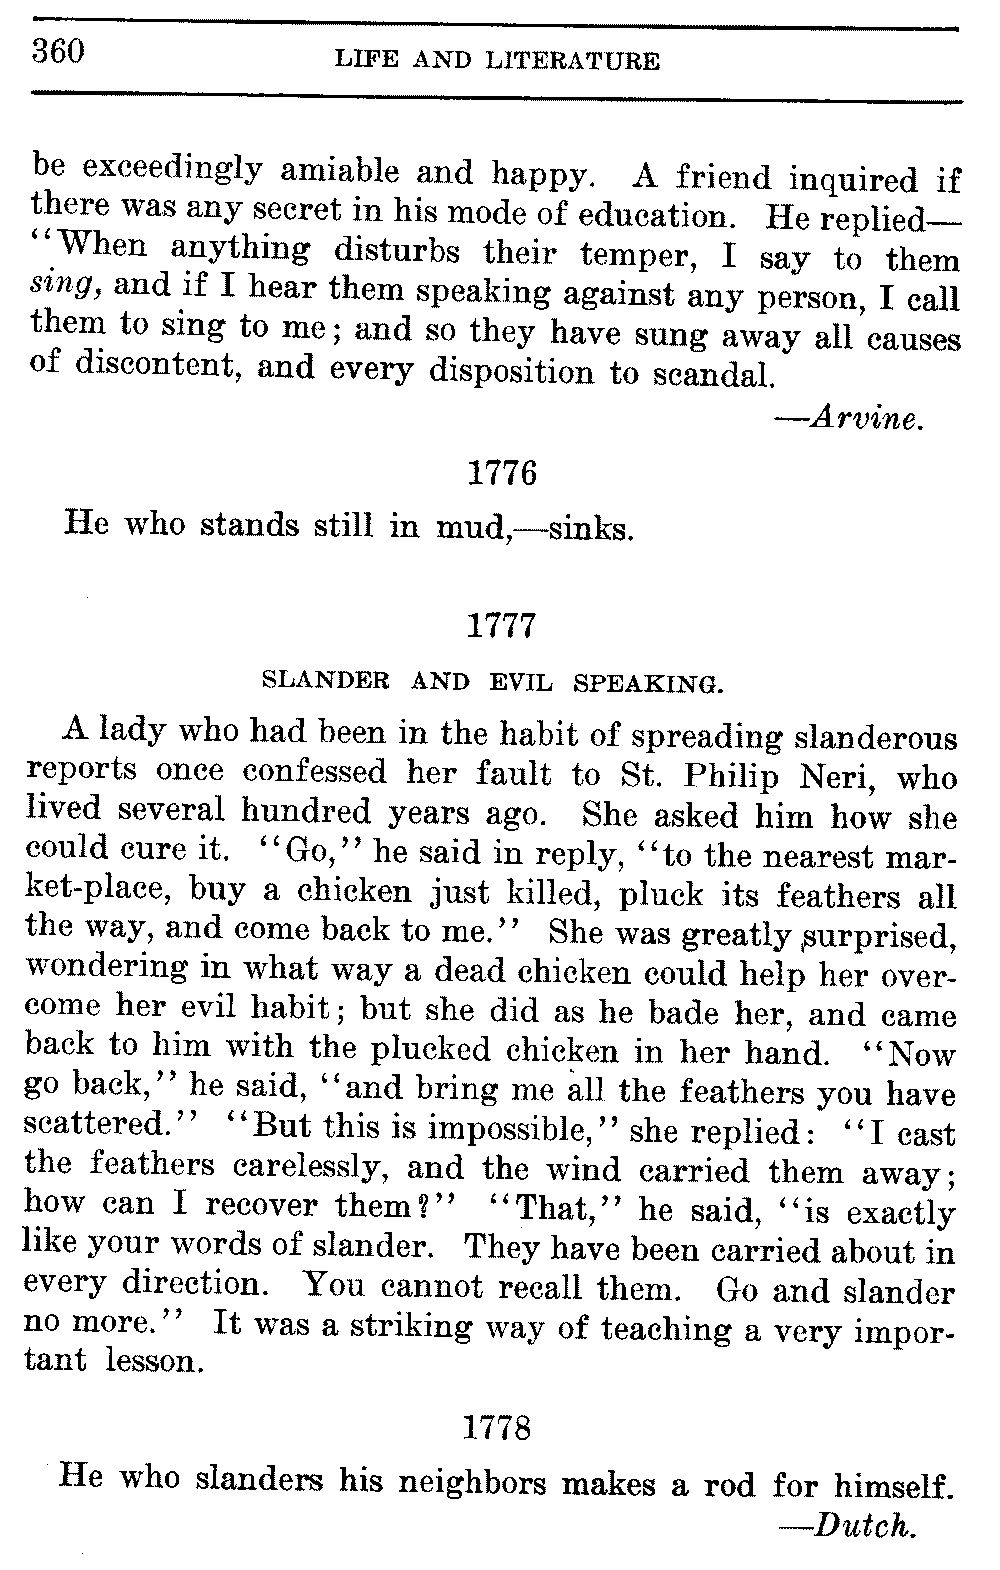 360
LIFE AND LITERATURE
be exceedingly amiable and happy. A friend inquired if
there was any secret in his mode of education. He replied—
“When anything disturbs their temper, I say to them
sing, and if I hear them speaking against any person, I call
them to sing to me; and so they have sung away all causes
of discontent, and every disposition to scandal.
—Arvine.
1776
He who stands still in mud,—sinks.
1777
SLANDER AND EVIL SPEAKING.
A lady who had been in the habit of spreading slanderous
reports once confessed her fault to St. Philip Neri, who
lived several hundred years ago. She asked him how she
could cure it. “Go,” he said in reply, “to the nearest mar-
ket-place, buy a chicken just killed, pluck its feathers all
the way, and come back to me.” She was greatly surprised,
wondering in what way a dead chicken could help her over-
come her evil habit; but she did as he bade her, and came
back to him with the plucked chicken in her hand. “Now
go back,” he said, “and bring me all the feathers you have
scattered.” “But this is impossible,” she replied: “I cast
the feathers carelessly, and the wind carried them away;
how can I recover them?” “That,” he said, “is exactly
like your words of slander. They have been carried about in
every direction. You cannot recall them. Go and slander
no more.” It was a striking way of teaching a very impor-
tant lesson.
1778
He who slanders his neighbors makes a rod for himself.
—Dutch.